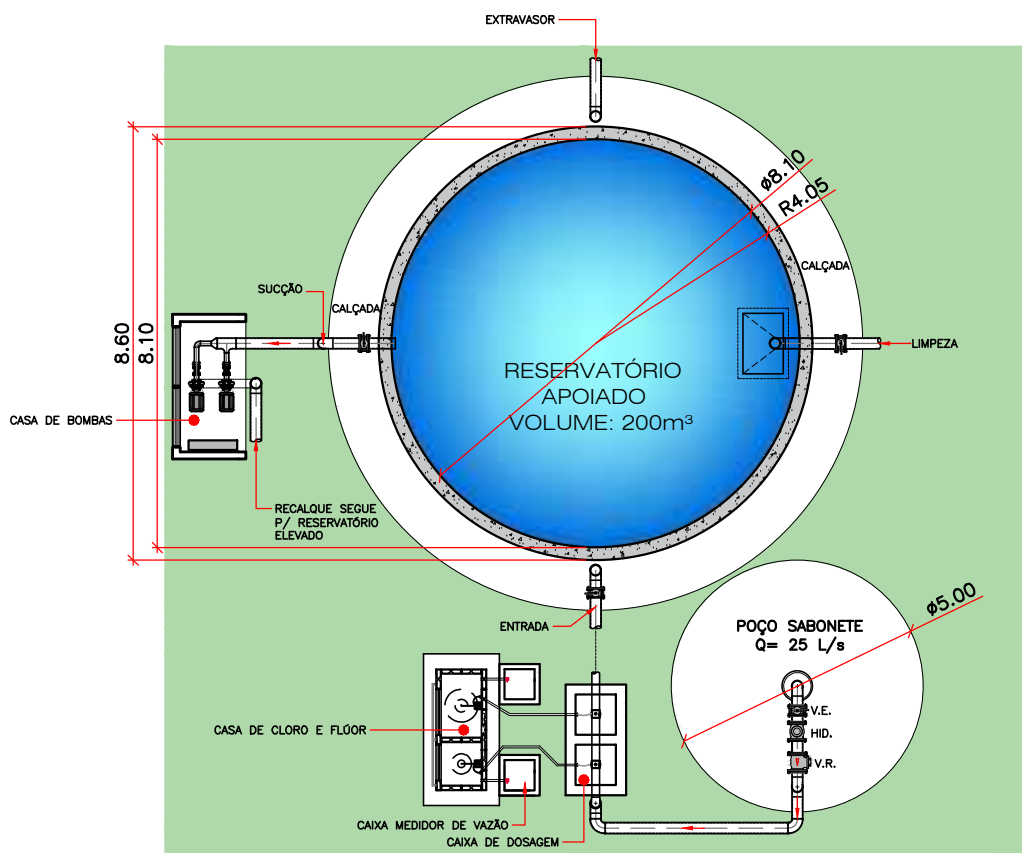 EXTRAVASOR
Ø8.10
R4.05
CALÇADA
SUCÇÃO
CALÇADA
8.60
8.10
LIMPEZA
RESERVATÓRIO
APOIADO
VOLUME: 200m³
CASA DE BOMBAS
RECALQUE SEGUE
P/ RESERVATÓRIO
ELEVADO
ENTRADA
Ø5.00
POÇO SABONETE
Q= 25 L/s
V.E.
HID.
V.R.
CASA DE CLORO E FLÚOR
CAIXA MEDIDOR DE VAZÃO
CAIXA DE DOSAGEM